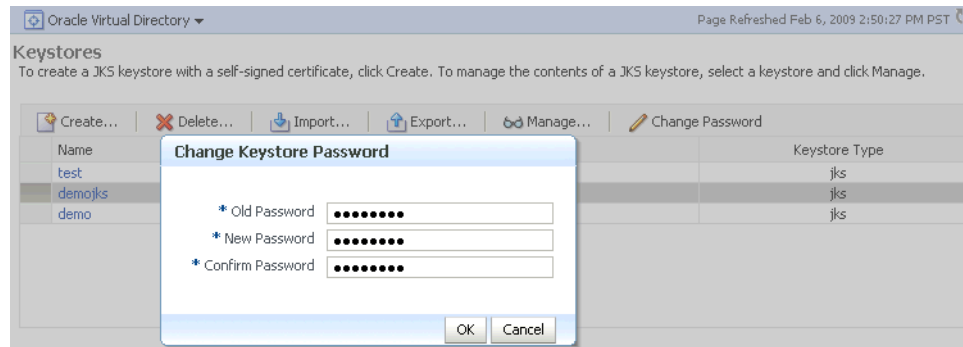 Oracle Virtual Directory
Page Refreshed Feb 6, 2009 2:50:27 PM PST
Keystores
To create a JKS keystore with a self-signed certificate, click Create. To manage the contents of a JKS keystore, select a keystore and click Manage.
Create... Delete... Import... Export... Manage... Change Password
Name Keystore Type
Change Keystore Password
test jks
demojks jks
demo jks
* Old Password ●●●●●●●●
* New Password ●●●●●●●●
* Confirm Password ●●●●●●●●
OK Cancel